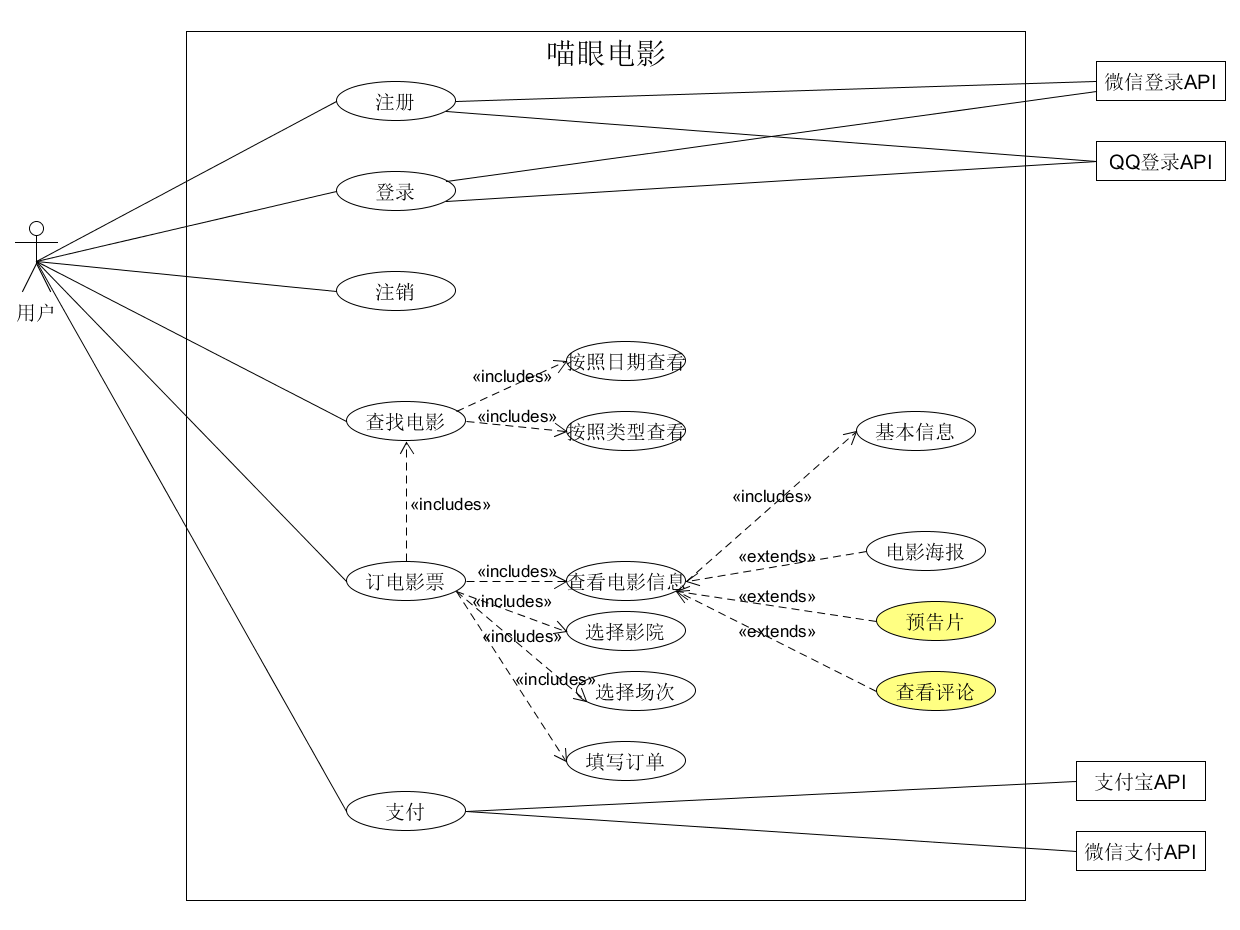 喵眼电影
注册
微信登录API
QQ登录API
登录
用户
注销
按照日期查看
«includes»
查找电影
«includes»
按照类型查看
基本信息
«includes»
«includes»
电影海报
«extends»
订电影票
«includes»
查看电影信息
«extends»
预告片
«includes»
选择影院
«includes»
«extends»
«includes»
选择场次
查看评论
填写订单
支付宝API
支付
微信支付API